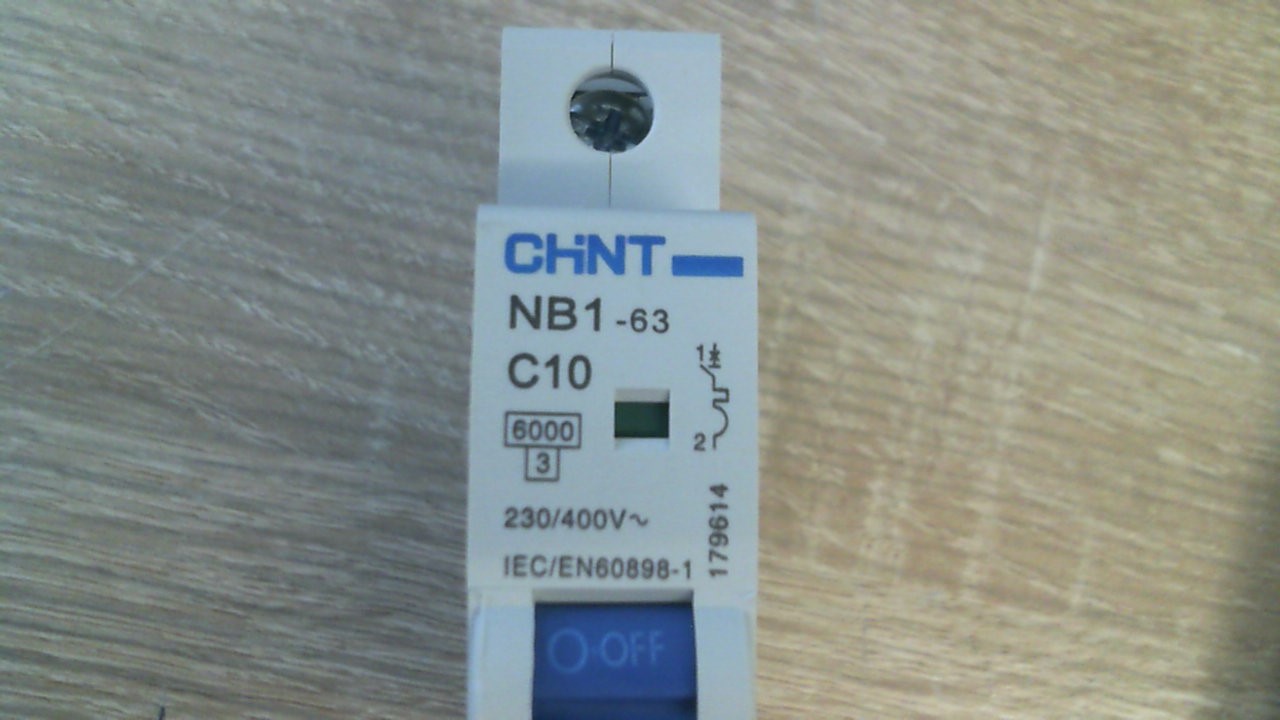 CHiNT
NB1-63
C10
1
6000
3
2
230/400V~
179614
IEC/EN60898-1
O-OFF